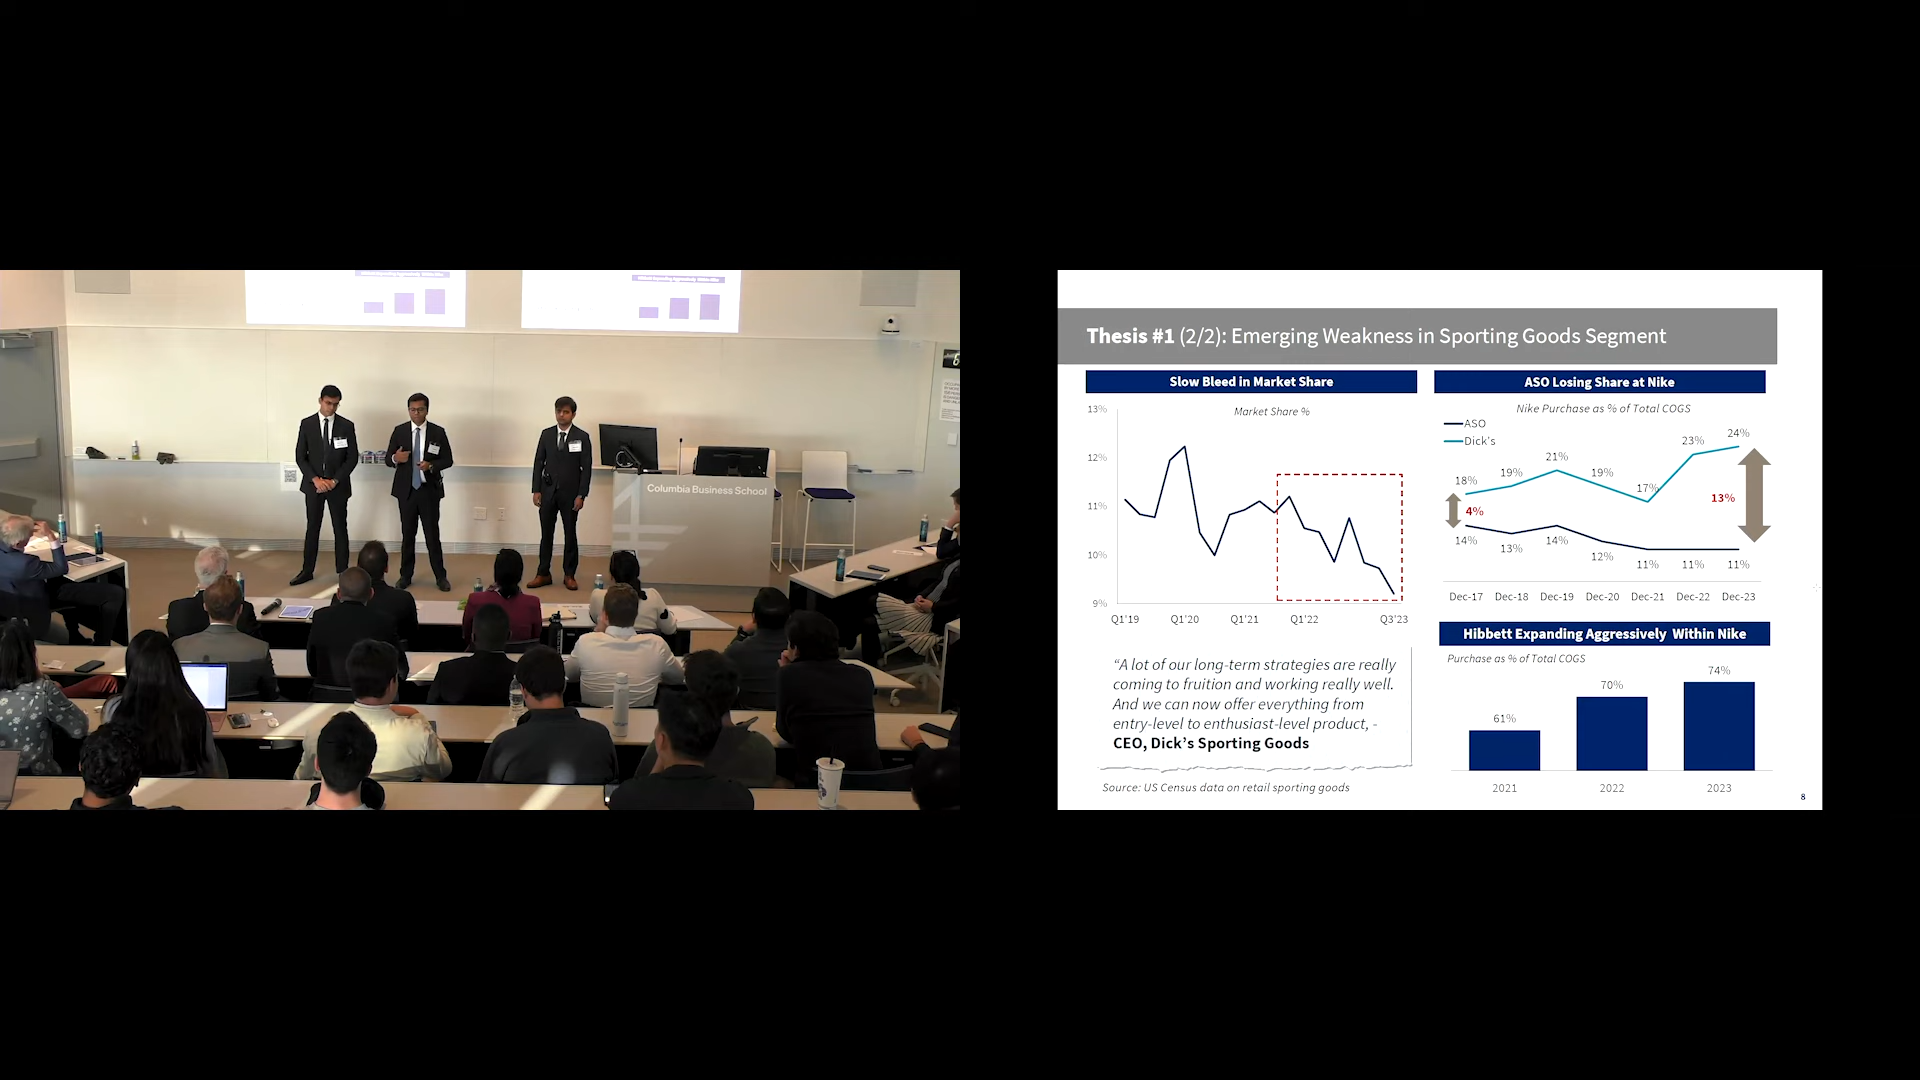 Columbia Business School
Thesis #1 (2/2): Emerging Weakness in Sporting Goods Segment
Slow Bleed in Market Share
Market Share %
13%
12%
11%
10%
9%
Q1'19
Q1'20
Q1'21
Q1'22
Q3'23
"A lot of our long-term strategies are really
coming to fruition and working really well.
And we can now offer everything from
entry-level to enthusiast-level product, -
CEO, Dick's Sporting Goods
Source: US Census data on retail sporting goods
ASO Losing Share at Nike
Nike Purchase as % of Total COGS
ASO
Dick's
18%
19%
21%
19%
17%
23%
24%
4%
13%
14%
13%
14%
12%
11%
11%
11%
Dec-17
Dec-18
Dec-19
Dec-20
Dec-21
Dec-22
Dec-23
Hibbett Expanding Aggressively Within Nike
Purchase as % of Total COGS
61%
70%
74%
2021
2022
2023
8